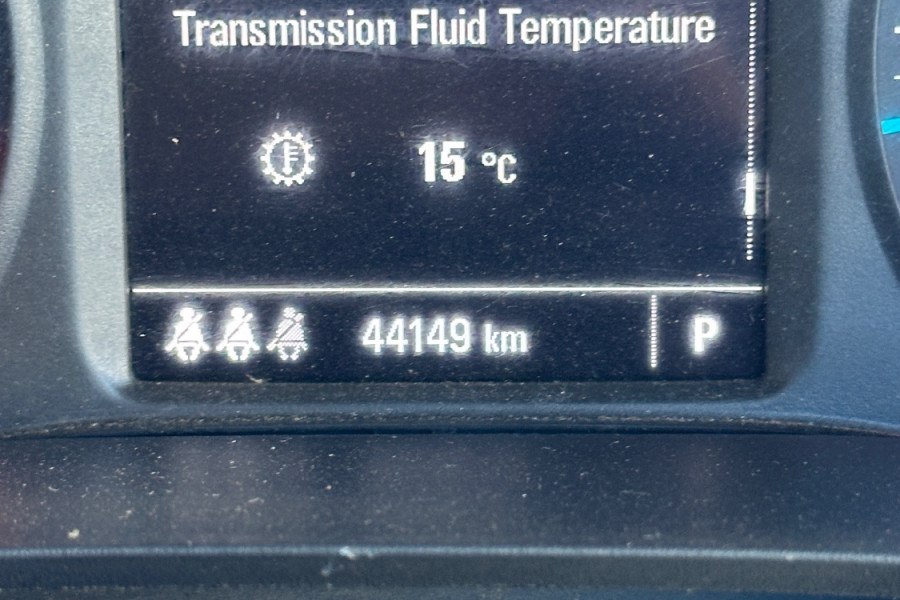 Transmission Fluid Temperature
15 °C
44149 km P